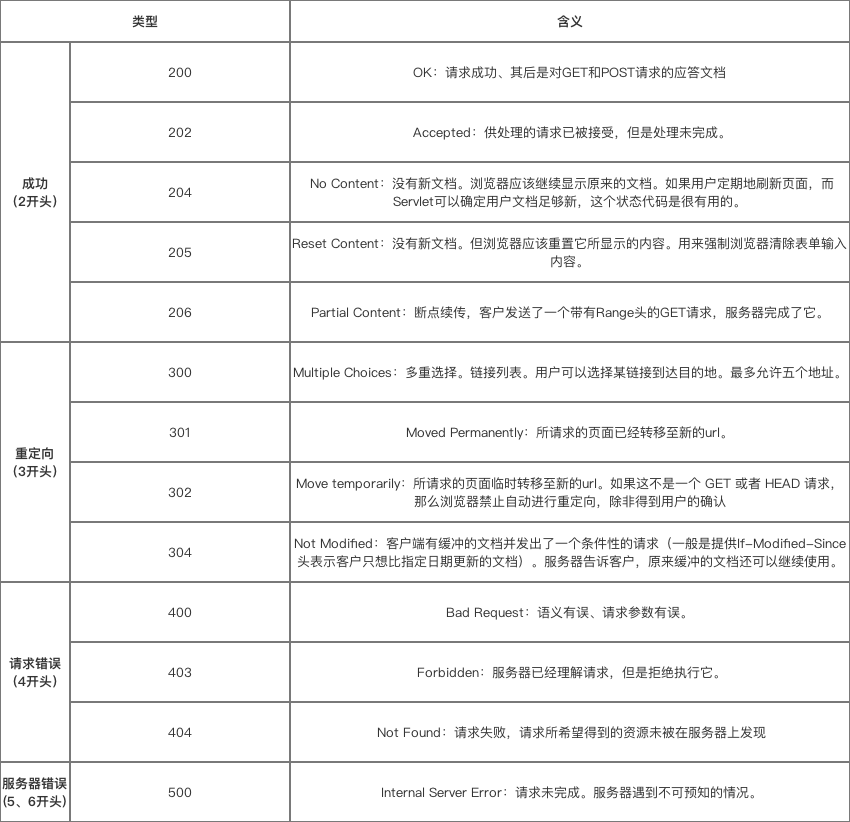 类型
含义
成功
(2开头)
200
OK：请求成功、其后是对GET和POST请求的应答文档
202
Accepted：供处理的请求已被接受，但是处理未完成。
204
No Content：没有新文档。浏览器应该继续显示原来的文档。如果用户定期地刷新页面，而
Servlet可以确定用户文档足够新，这个状态代码是很有用的。
205
Reset Content：没有新文档。但浏览器应该重置它所显示的内容。用来强制浏览器清除表单输入
内容。
206
Partial Content：断点续传，客户发送了一个带有Range头的GET请求，服务器完成了它。
重定向
(3开头)
300
Multiple Choices：多重选择。链接列表。用户可以选择某链接到达目的地。最多允许五个地址。
301
Moved Permanently：所请求的页面已经转移至新的url。
302
Move temporarily：所请求的页面临时转移至新的url。如果这不是一个 GET 或者 HEAD 请求，
那么浏览器禁止自动进行重定向，除非得到用户的确认
304
Not Modified：客户端有缓冲的文档并发出了一个条件性的请求（一般是提供If-Modified-Since
头表示客户只想比指定日期更新的文档）。服务器告诉客户，原来缓冲的文档还可以继续使用。
请求错误
(4开头)
400
Bad Request：语义有误、请求参数有误。
403
Forbidden：服务器已经理解请求，但是拒绝执行它。
404
Not Found：请求失败，请求所希望得到的资源未被在服务器上发现
服务器错误
(5、6开头)
500
Internal Server Error：请求未完成。服务器遇到不可预知的情况。